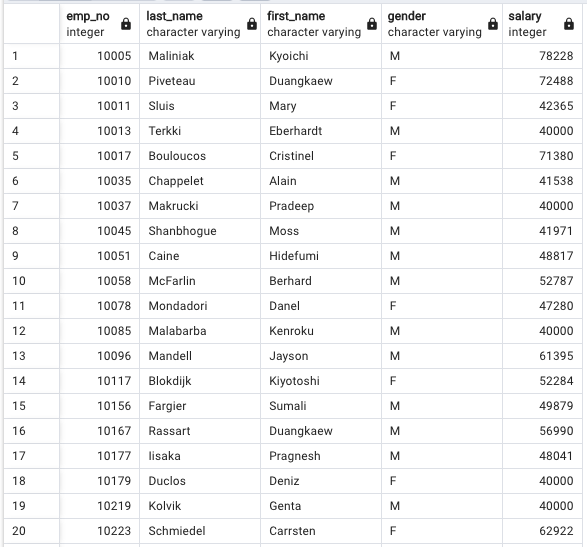 emp_no last_name first_name gender salary
integer character varying character varying character varying integer
1 10005 Maliniak Kyoichi M 78228
2 10010 Piveteau Duangkaew F 72488
3 10011 Sluis Mary F 42365
4 10013 Terkki Eberhardt M 40000
5 10017 Bouloucos Cristinel F 71380
6 10035 Chappelet Alain M 41538
7 10037 Makrucki Pradeep M 40000
8 10045 Shanbhogue Moss M 41971
9 10051 Caine Hidefumi M 48817
10 10058 McFarlin Berhard M 52787
11 10078 Mondadori Danel F 47280
12 10085 Malabarba Kenroku M 40000
13 10096 Mandell Jayson M 61395
14 10117 Blokdijk Kiyotoshi F 52284
15 10156 Fargier Sumali M 49879
16 10167 Rassart Duangkaew M 56990
17 10177 Iisaka Pragnesh M 48041
18 10179 Duclos Deniz F 40000
19 10219 Kolvik Genta M 40000
20 10223 Schmiedel Carrsten F 62922